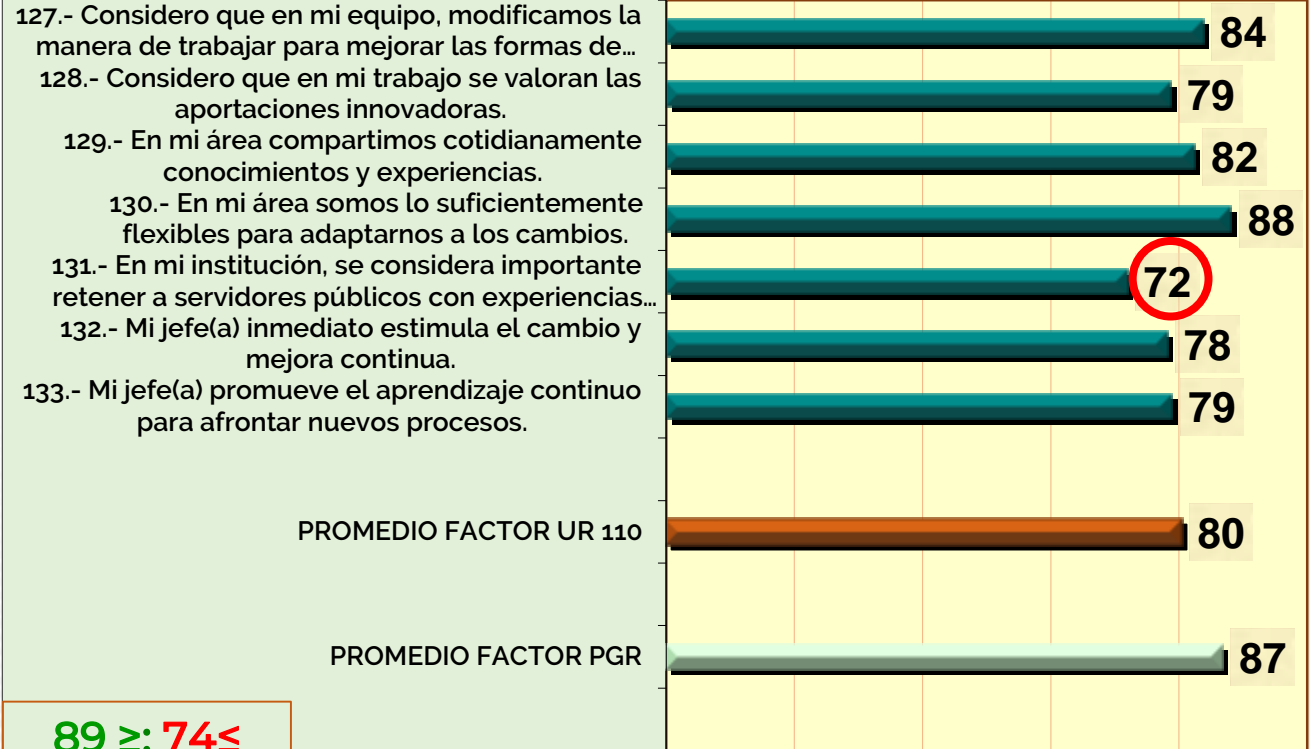 127.- Considero que en mi equipo, modificamos la
manera de trabajar para mejorar las formas de…
84
128.- Considero que en mi trabajo se valoran las
aportaciones innovadoras.
79
129.- En mi área compartimos cotidianamente
conocimientos y experiencias.
82
130.- En mi área somos lo suficientemente
flexibles para adaptarnos a los cambios.
88
131.- En mi institución, se considera importante
retener a servidores públicos con experiencias…
72
132.- Mi jefe(a) inmediato estimula el cambio y
mejora continua.
78
133.- Mi jefe(a) promueve el aprendizaje continuo
para afrontar nuevos procesos.
79
PROMEDIO FACTOR UR 110
80
PROMEDIO FACTOR PGR
87
89 ≥: 74≤